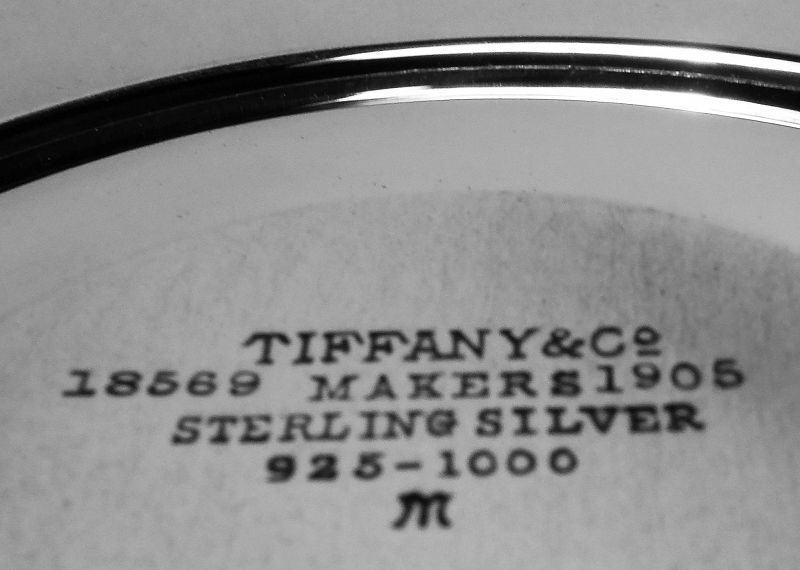 TIFFANY & Cº
18569 MAKERS 1905
STERLING SILVER
925-1000
M